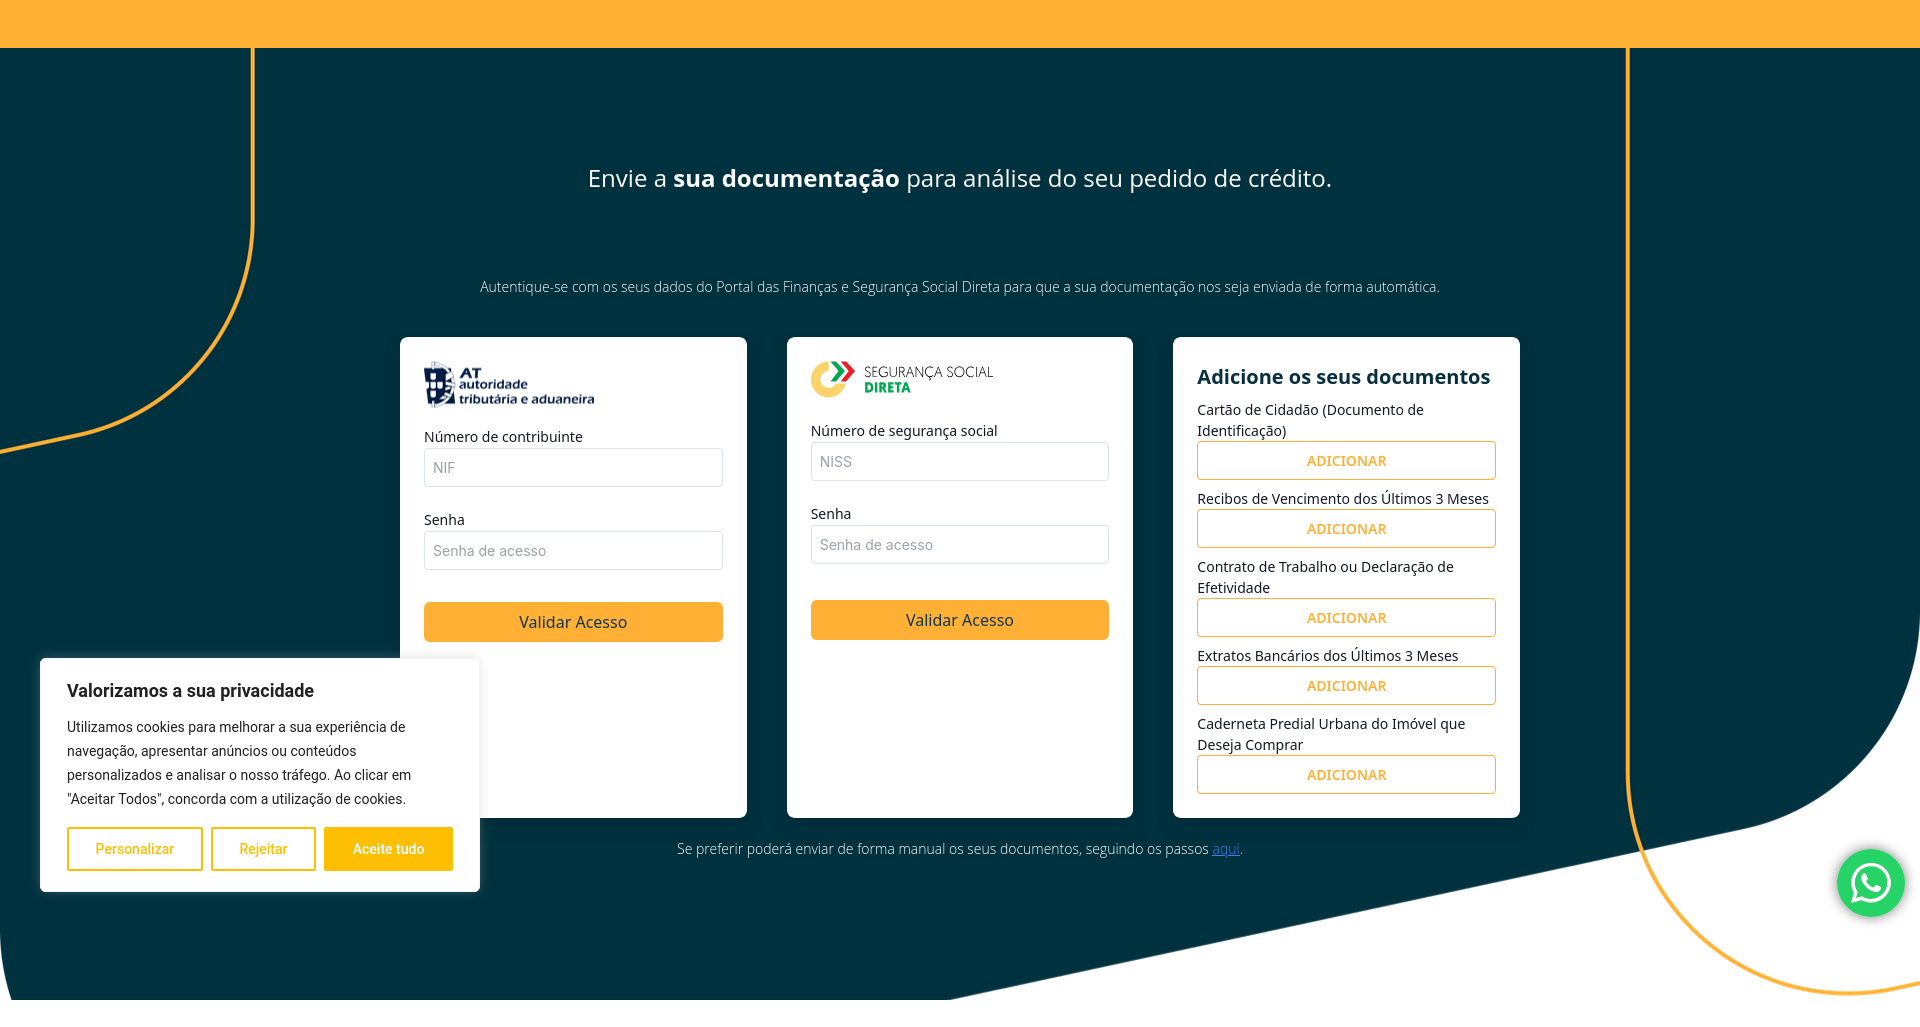 Envie a sua documentação para análise do seu pedido de crédito.
Autentique-se com os seus dados do Portal das Finanças e Segurança Social Direta para que a sua documentação nos seja enviada de forma automática.
AT
autoridade
tributária e aduaneira
Número de contribuinte
NIF
Senha
Senha de acesso
Validar Acesso
SEGURANÇA SOCIAL
DIRETA
Número de segurança social
NISS
Senha
Senha de acesso
Validar Acesso
Adicione os seus documentos
Cartão de Cidadão (Documento de
Identificação)
ADICIONAR
Recibos de Vencimento dos Últimos 3 Meses
ADICIONAR
Contrato de Trabalho ou Declaração de
Efetividade
ADICIONAR
Extratos Bancários dos Últimos 3 Meses
ADICIONAR
Caderneta Predial Urbana do Imóvel que
Deseja Comprar
ADICIONAR
Se preferir poderá enviar de forma manual os seus documentos, seguindo os passos aqui.
Valorizamos a sua privacidade
Utilizamos cookies para melhorar a sua experiência de
navegação, apresentar anúncios ou conteúdos
personalizados e analisar o nosso tráfego. Ao clicar em
"Aceitar Todos", concorda com a utilização de cookies.
Personalizar
Rejeitar
Aceite tudo